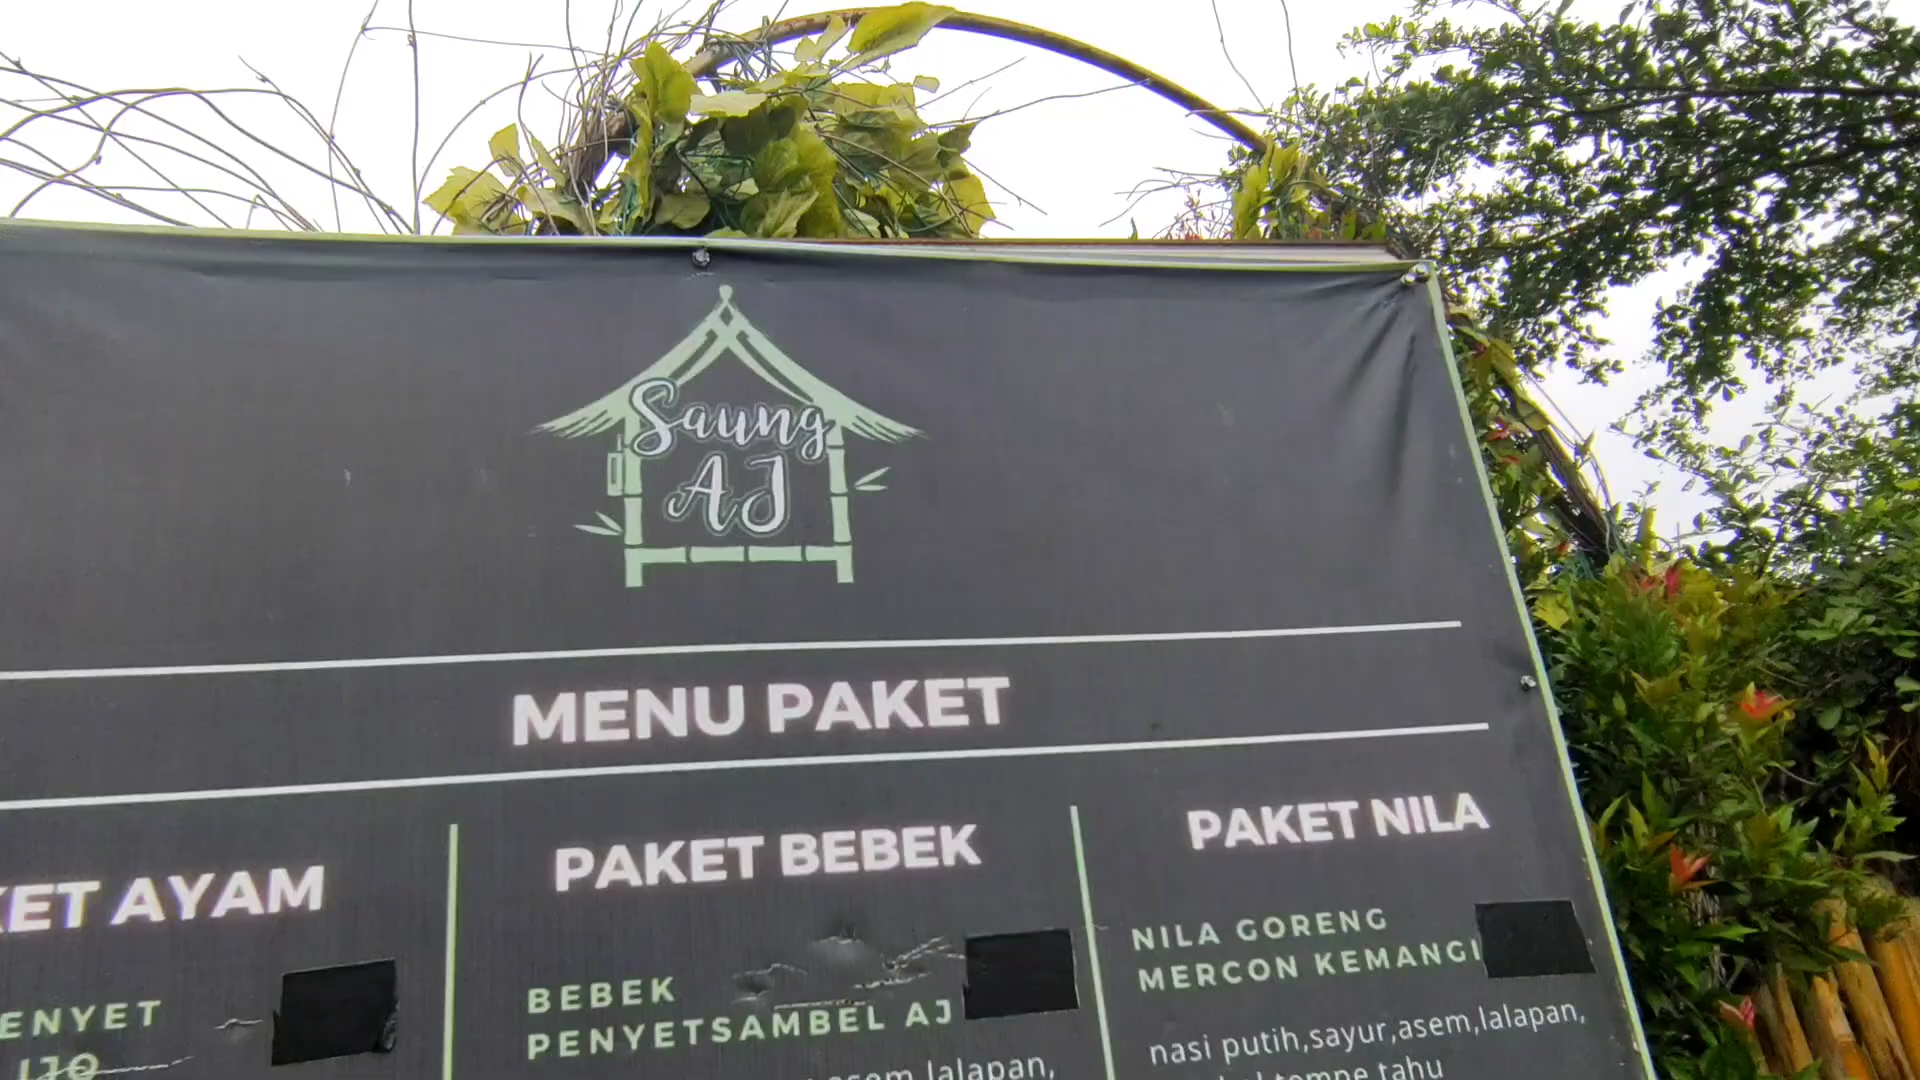 Saung
AJ
MENU PAKET
KET AYAM
ENYET
IJO
PAKET BEBEK
BEBEK
PENYETSAMBEL AJ
asem, lalapan,
PAKET NILA
NILA GORENG
MERCON KEMANGI
nasi putih,sayur,asem,lalapan,
tempe tahu